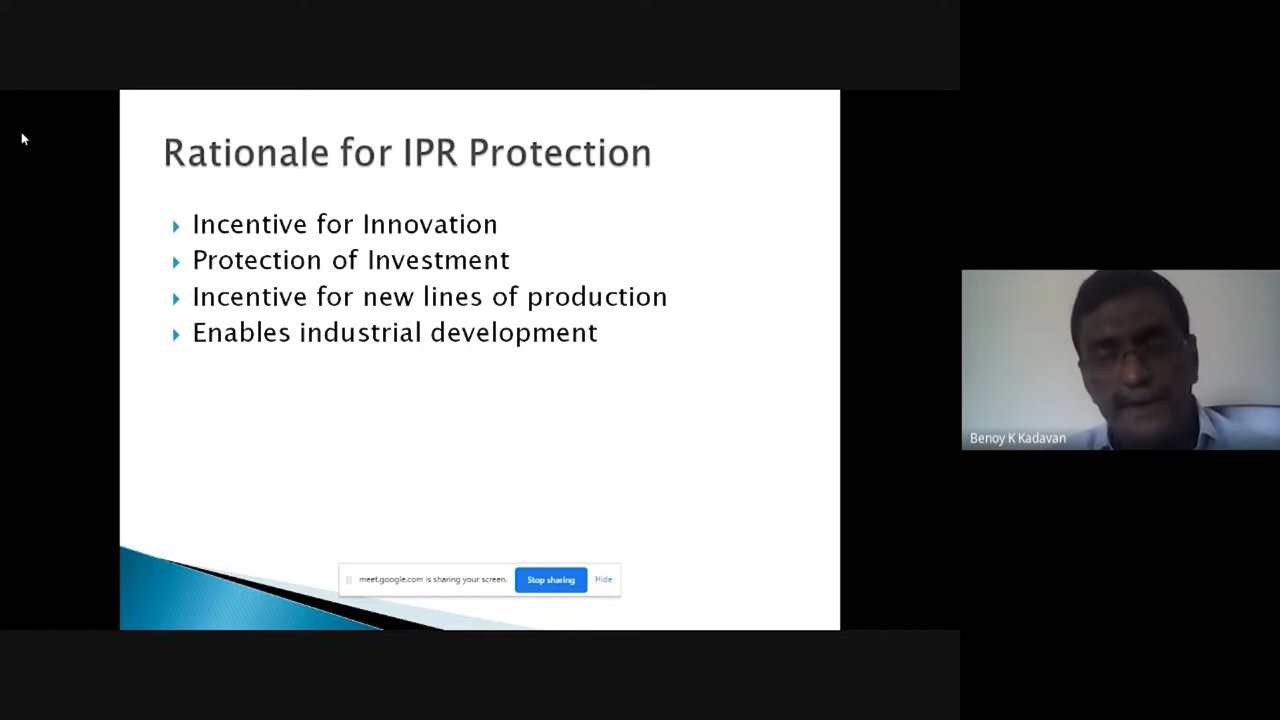 Rationale for IPR Protection
Incentive for Innovation
Protection of Investment
Incentive for new lines of production
Enables industrial development
meet.google.com is sharing your screen.
Stop sharing
Hide
Benoy K Kadavan